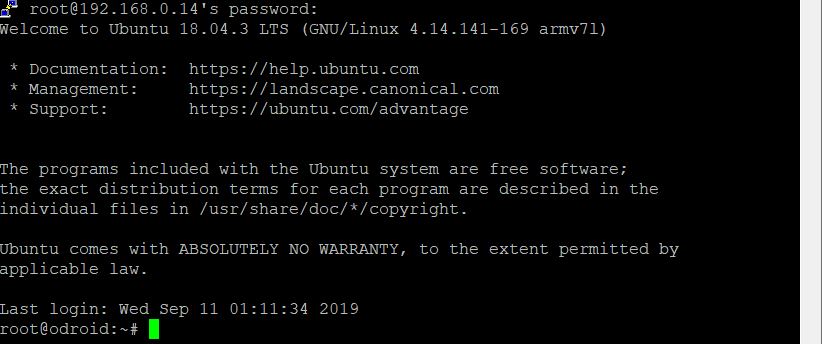 root@192.168.0.14's password:
Welcome to Ubuntu 18.04.3 LTS (GNU/Linux 4.14.141-169 armv7l)
* Documentation:  https://help.ubuntu.com
* Management:     https://landscape.canonical.com
* Support:        https://ubuntu.com/advantage
The programs included with the Ubuntu system are free software;
the exact distribution terms for each program are described in the
individual files in /usr/share/doc/*/copyright.
Ubuntu comes with ABSOLUTELY NO WARRANTY, to the extent permitted by
applicable law.
Last login: Wed Sep 11 01:11:34 2019
root@odroid:~#